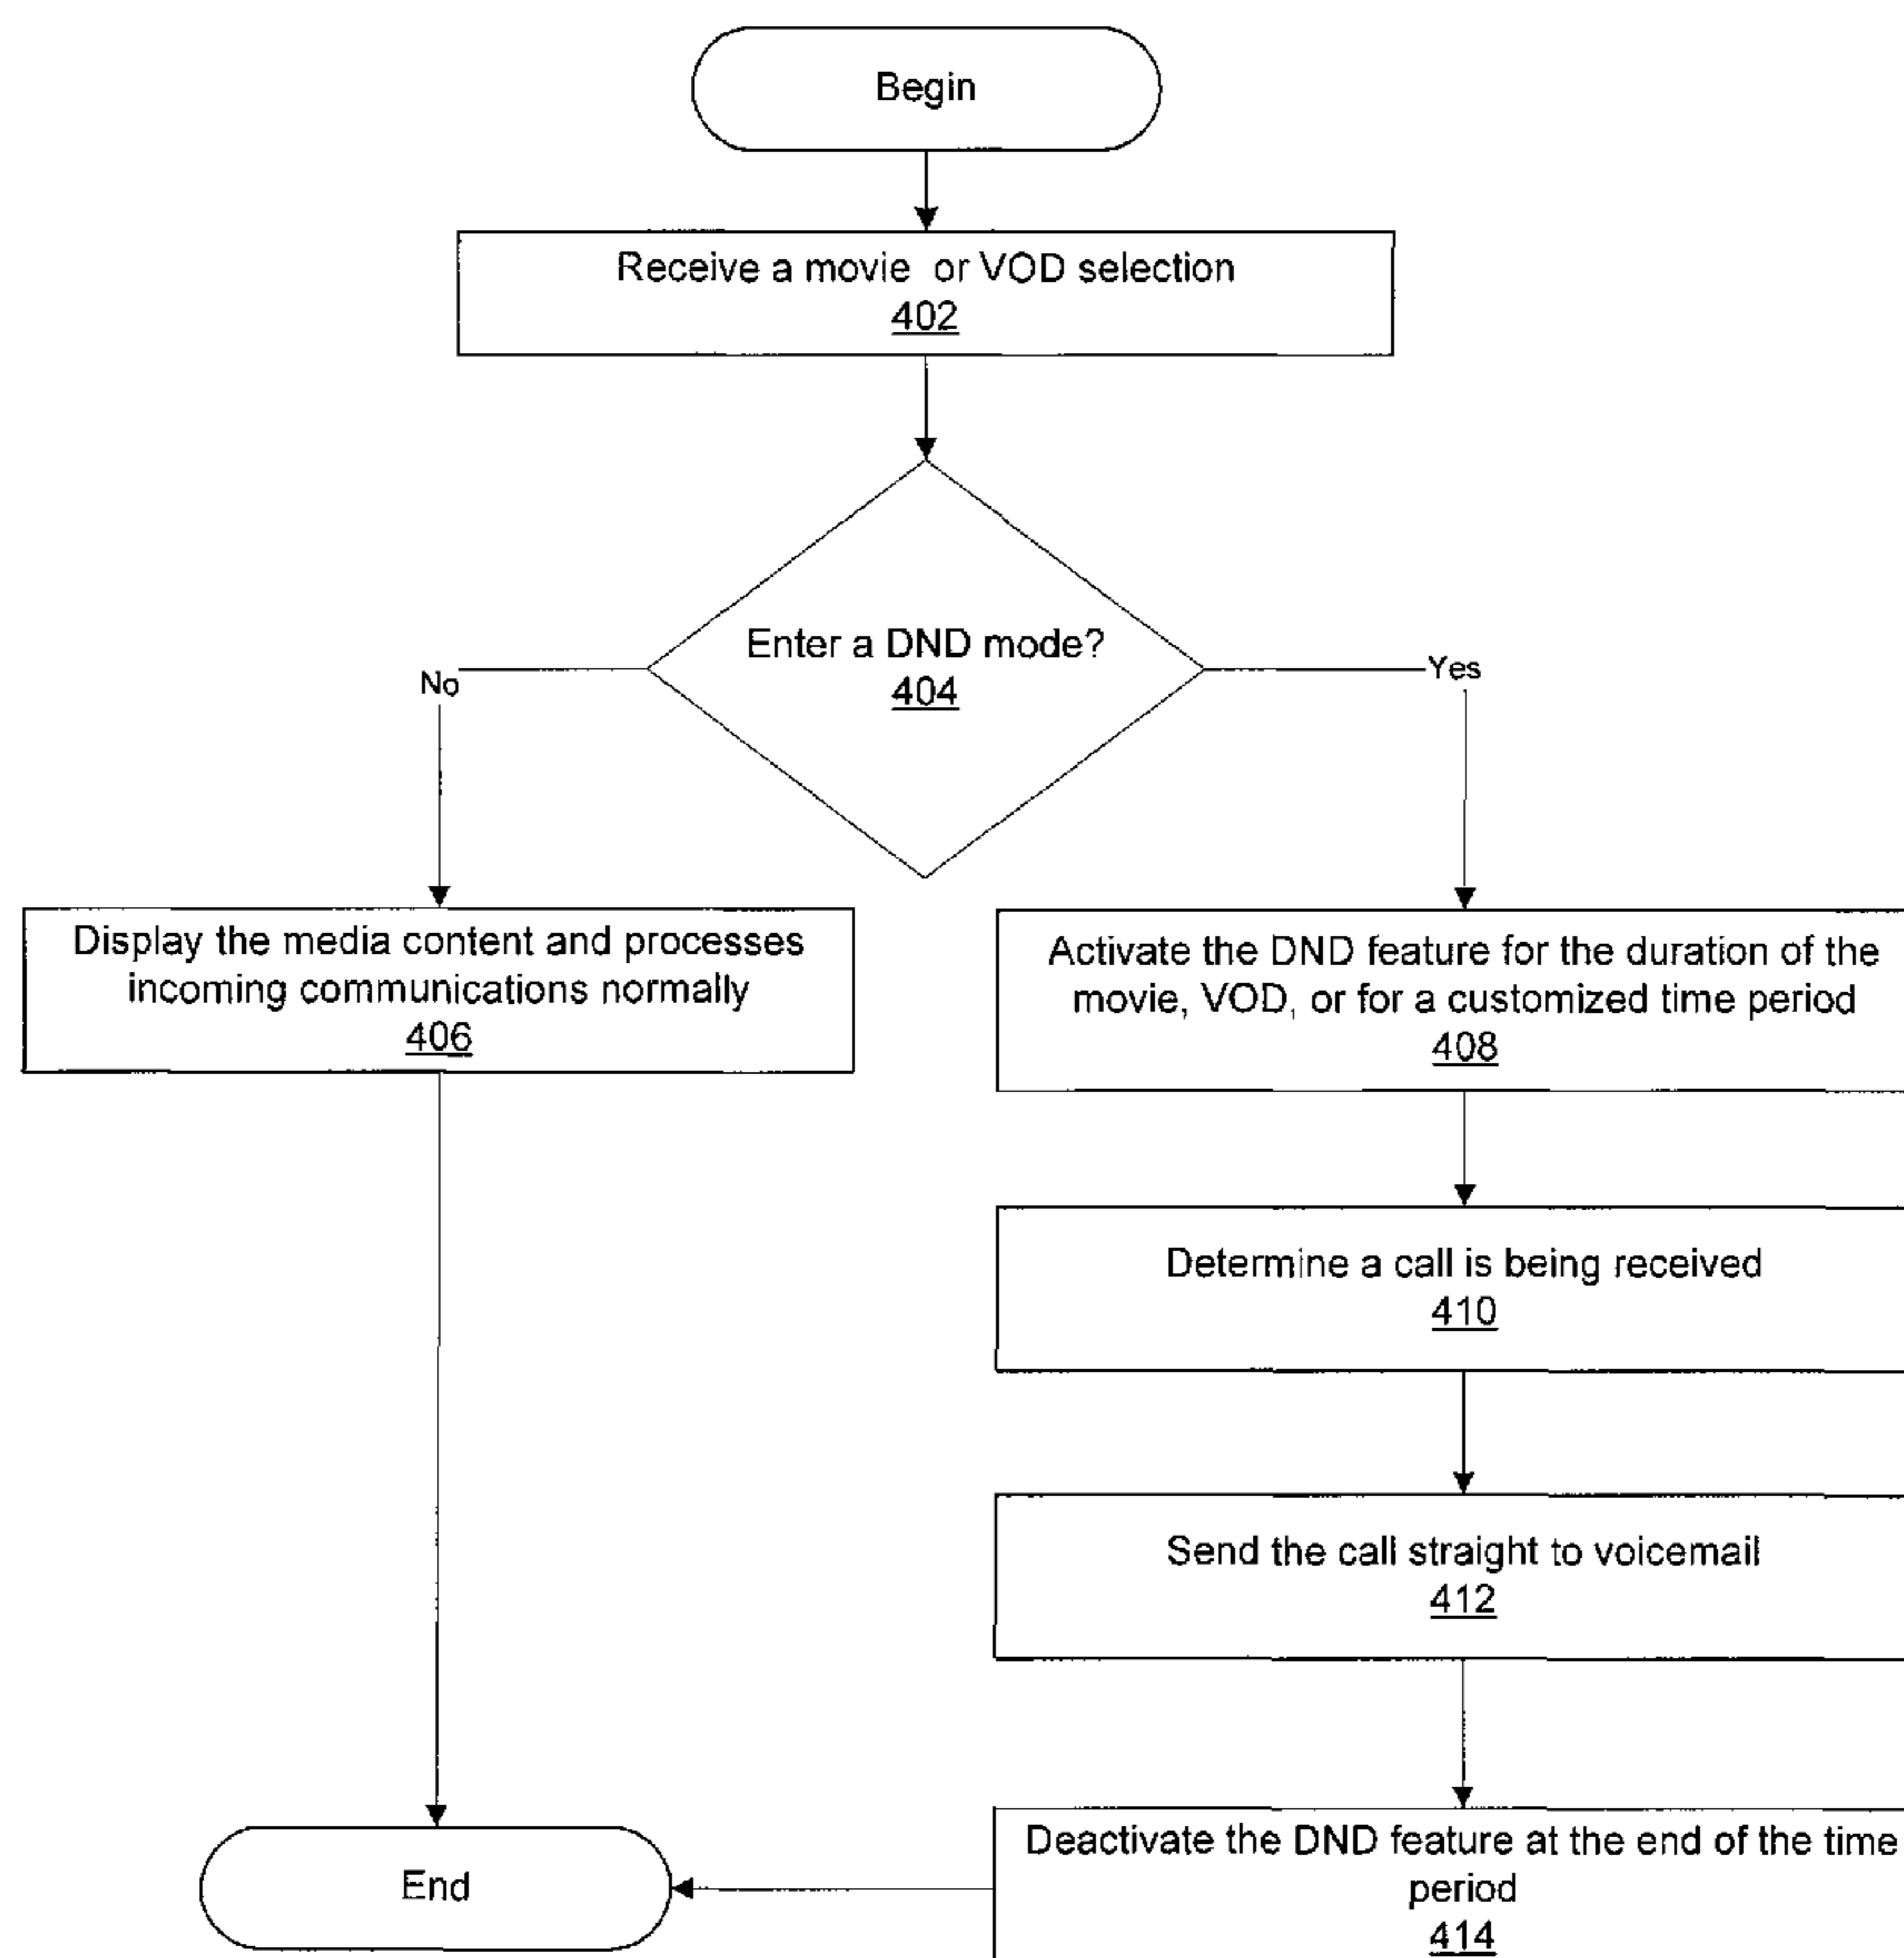 Begin
Receive a movie or VOD selection
402
Enter a DND mode?
404
No
Yes
Display the media content and processes
incoming communications normally
406
Activate the DND feature for the duration of the
movie, VOD, or for a customized time period
408
Determine a call is being received
410
Send the call straight to voicemail
412
Deactivate the DND feature at the end of the time
period
414
End